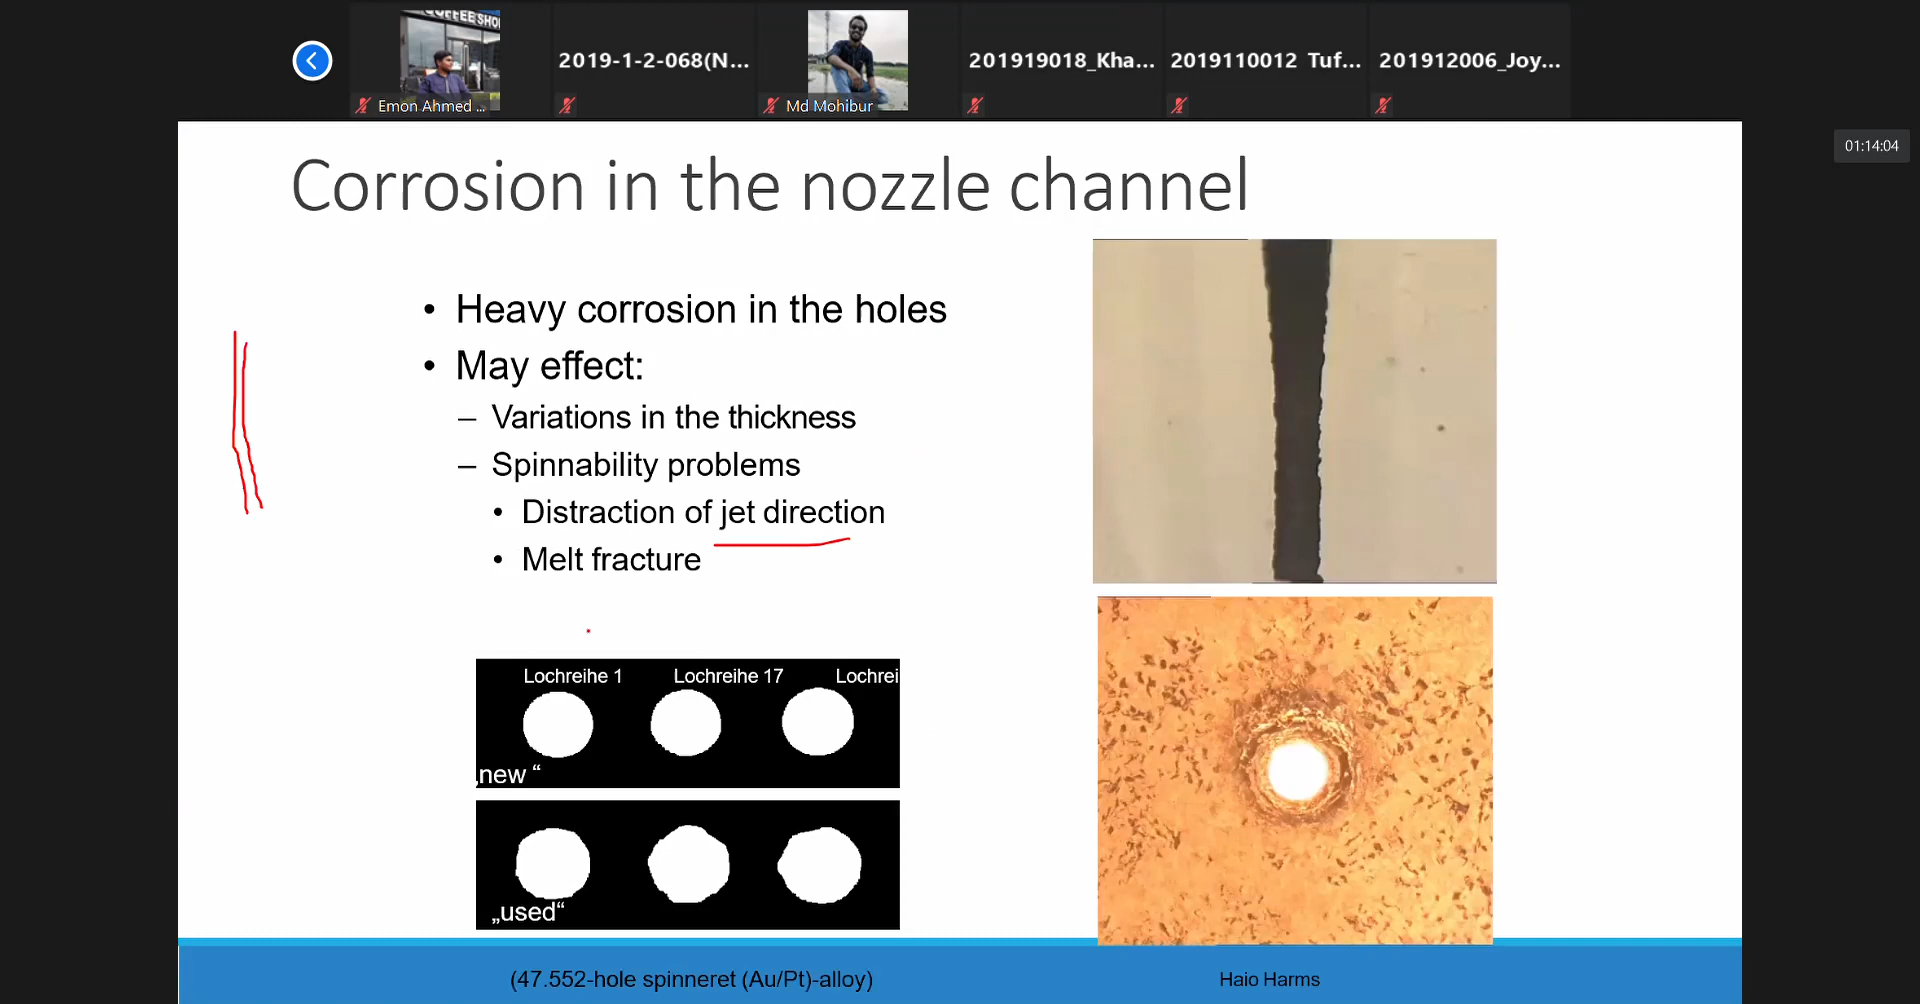 COFFEE SHO
Emon Ahmed ...
2019-1-2-068(N...
Md Mohibur
201919018_Kha...
2019110012 Tuf...
201912006_Joy...
01:14:04
Corrosion in the nozzle channel
• Heavy corrosion in the holes
• May effect:
– Variations in the thickness
– Spinnability problems
• Distraction of jet direction
• Melt fracture
Lochreihe 1 Lochreihe 17 Lochrei
„new “
„used“
(47.552-hole spinneret (Au/Pt)-alloy)
Haio Harms